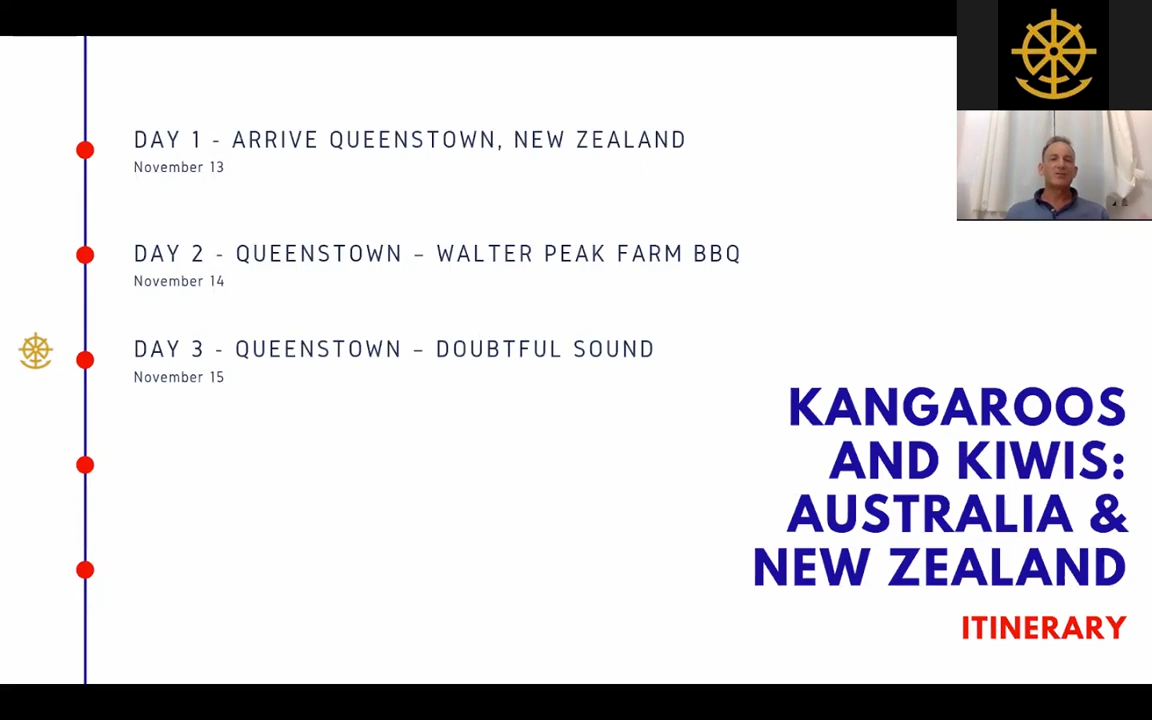 DAY 1 - ARRIVE QUEENSTOWN, NEW ZEALAND
November 13
DAY 2 - QUEENSTOWN – WALTER PEAK FARM BBQ
November 14
DAY 3 - QUEENSTOWN – DOUBTFUL SOUND
November 15
KANGAROOS
AND KIWIS:
AUSTRALIA &
NEW ZEALAND
ITINERARY